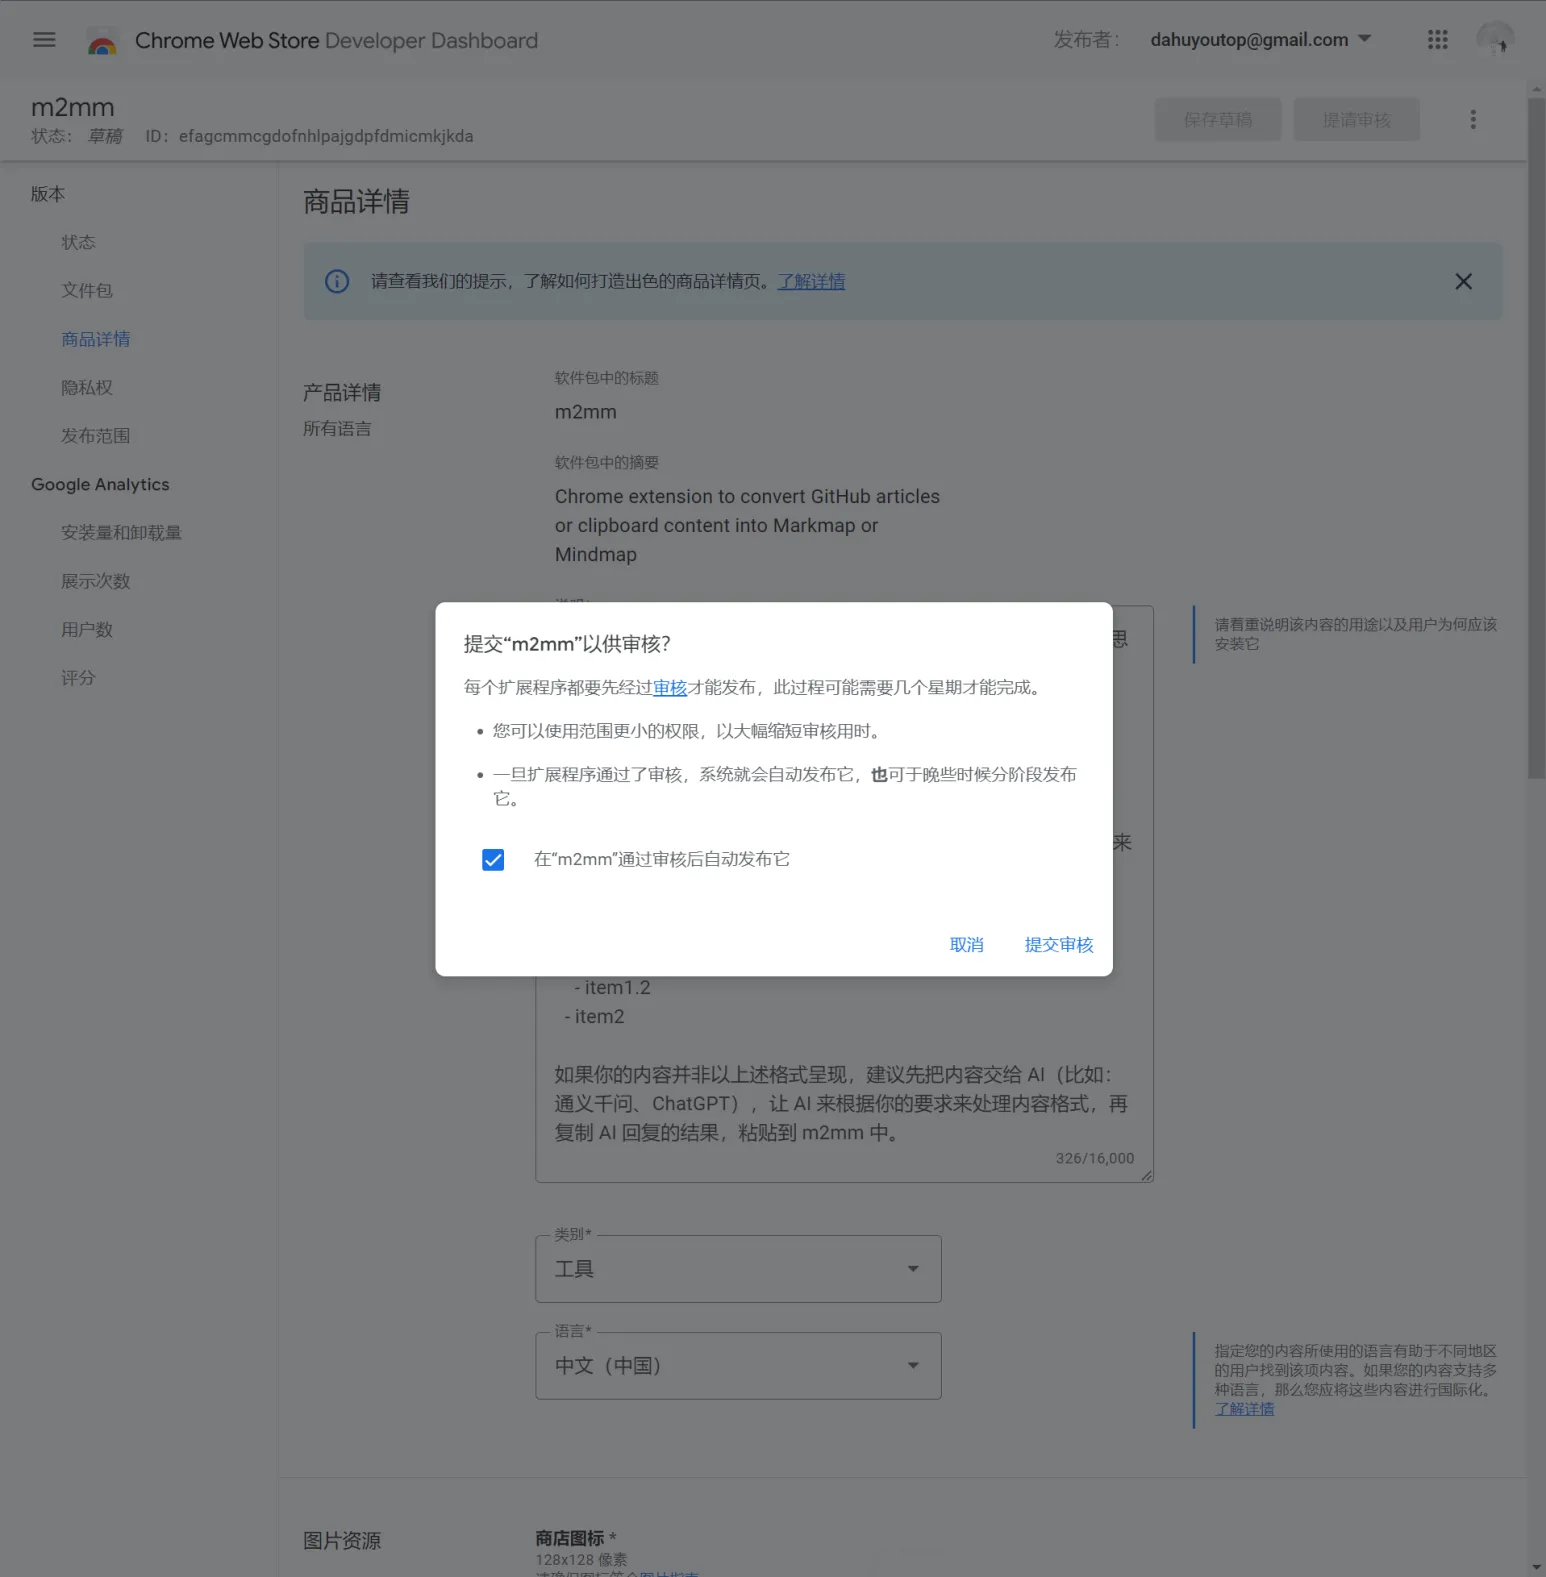 Chrome Web Store Developer Dashboard
发布者：
dahuyoutop@gmail.com
m2mm
状态： 草稿 ID： efagcmmcgdofnhlpajgdpfdmicmkjkda
保存草稿
提请审核
版本
状态
文件包
商品详情
隐私权
发布范围
Google Analytics
安装量和卸载量
展示次数
用户数
评分
商品详情
请查看我们的提示，了解如何打造出色的商品详情页。了解详情
产品详情
所有语言
软件包中的标题
m2mm
软件包中的摘要
Chrome extension to convert GitHub articles
or clipboard content into Markmap or
Mindmap
思
请着重说明该内容的用途以及用户为何应该
安装它
提交“m2mm”以供审核？
每个扩展程序都要先经过审核才能发布，此过程可能需要几个星期才能完成。
• 您可以使用范围更小的权限，以大幅缩短审核用时。
• 一旦扩展程序通过了审核，系统就会自动发布它，也可于晚些时候分阶段发布
它。
来
在“m2mm”通过审核后自动发布它
取消
提交审核
- item1.2
- item2
如果你的内容并非以上述格式呈现，建议先把内容交给 AI（比如：
通义千问、ChatGPT），让 AI 来根据你的要求来处理内容格式，再
复制 AI 回复的结果，粘贴到 m2mm 中。
326/16,000
类别*
工具
语言*
中文（中国）
指定您的内容所使用的语言有助于不同地区
的用户找到该项内容。如果您的内容支持多
种语言，那么您应将这些内容进行国际化。
了解详情
图片资源
商店图标 *
128x128 像素